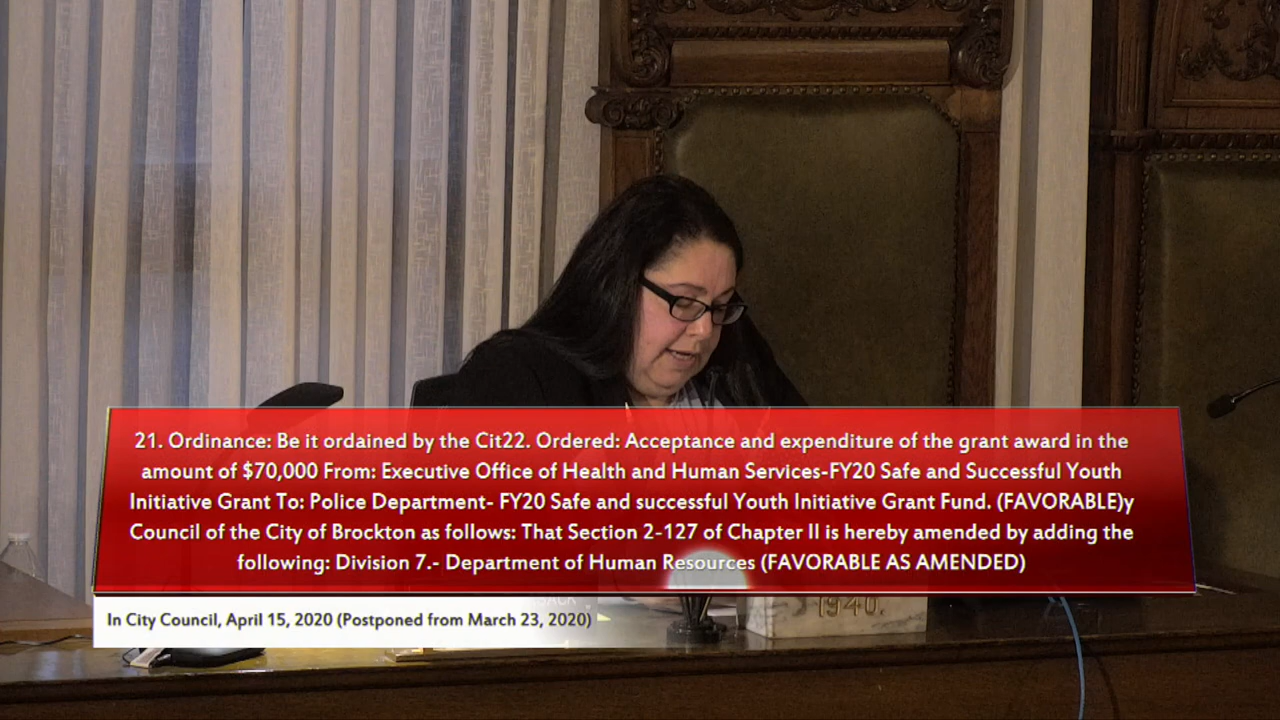 21. Ordinance: Be it ordained by the Cit22. Ordered: Acceptance and expenditure of the grant award in the
amount of $70,000 From: Executive Office of Health and Human Services-FY20 Safe and Successful Youth
Initiative Grant To: Police Department- FY20 Safe and successful Youth Initiative Grant Fund. (FAVORABLE)y
Council of the City of Brockton as follows: That Section 2-127 of Chapter II is hereby amended by adding the
following: Division 7.- Department of Human Resources (FAVORABLE AS AMENDED)
1940.
In City Council, April 15, 2020 (Postponed from March 23, 2020)